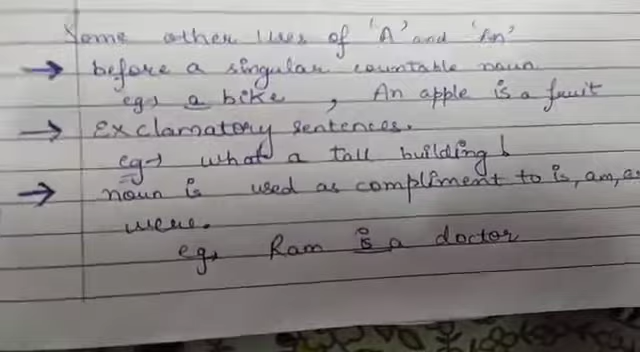 Some other Uses of 'A' and 'An'
→ before a singular countable noun
eg→ a bike , An apple is a fruit
→ Exclamatory sentences.
eg→ what a tall building!
→ noun is used as compliment to is, am, 
were.
eg→ Ram is a doctor